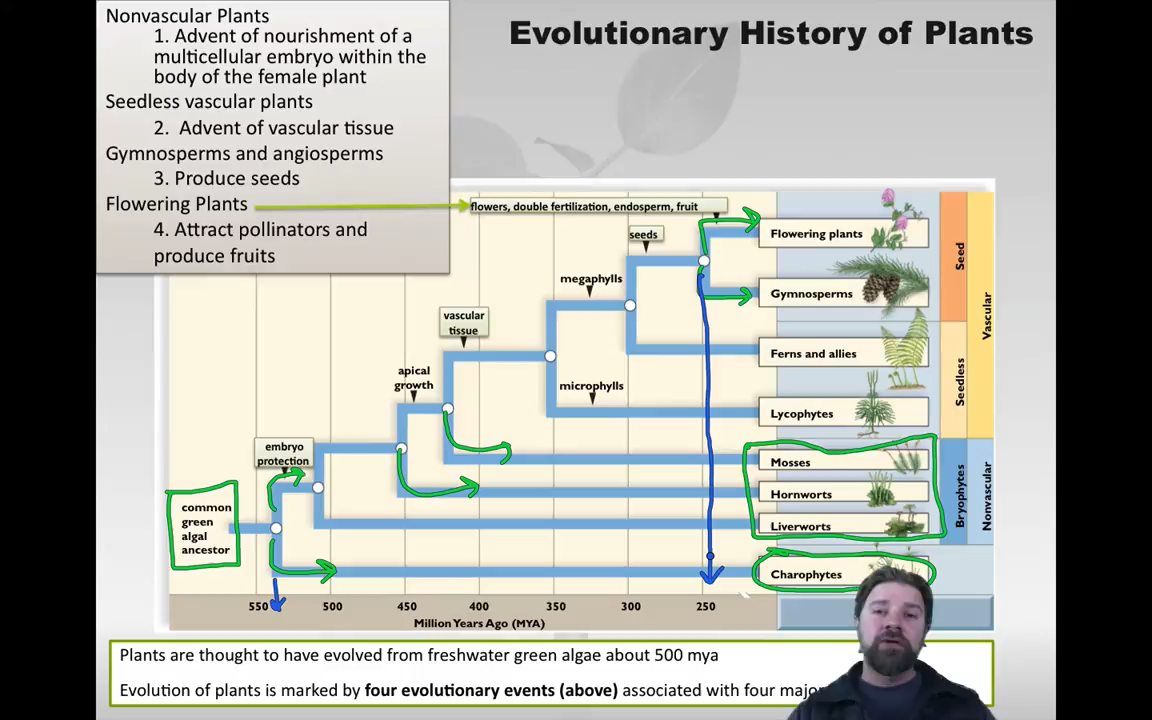 Nonvascular Plants
1. Advent of nourishment of a
multicellular embryo within the
body of the female plant
Seedless vascular plants
2. Advent of vascular tissue
Gymnosperms and angiosperms
3. Produce seeds
Flowering Plants
4. Attract pollinators and
produce fruits
Evolutionary History of Plants
flowers, double fertilization, endosperm, fruit
seeds
megaphylls
vascular
tissue
microphylls
apical
growth
embryo
protection
common
green
algal
ancestor
Flowering plants
Gymnosperms
Ferns and allies
Lycophytes
Mosses
Hornworts
Liverworts
Charophytes
Seed
Seedless
Bryophytes
Vascular
Nonvascular
550 500 450 400 350 300 250
Million Years Ago (MYA)
Plants are thought to have evolved from freshwater green algae about 500 mya
Evolution of plants is marked by four evolutionary events (above) associated with four